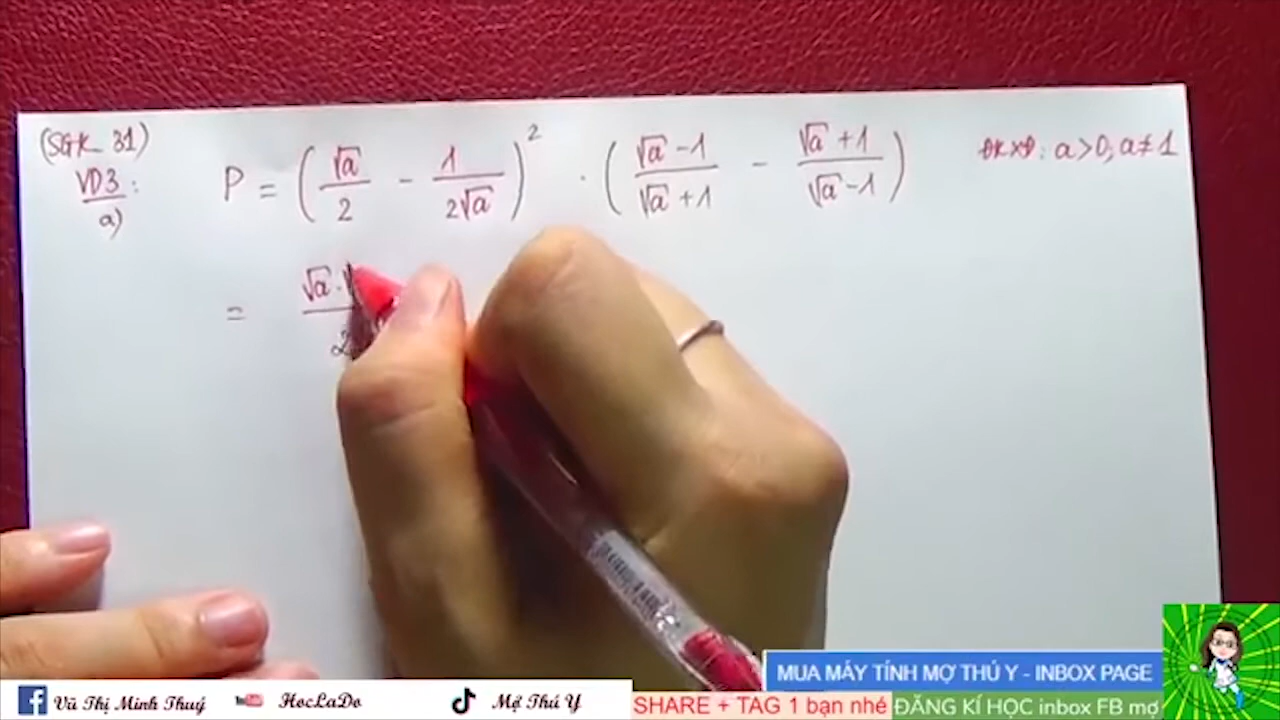 (SGK 31)
VD3:
a)
P = (√a/2 - 1/2√a)² · (√a-1/√a+1 - √a+1/√a-1)
ĐKXĐ: a>0; a≠1
= √a·√/2
MUA MÁY TÍNH MỢ THÚ Y - INBOX PAGE
Vũ Thị Minh Thuý
HocLaDo
Mợ Thú Y
SHARE + TAG 1 bạn nhé
ĐĂNG KÍ HỌC inbox FB mợ